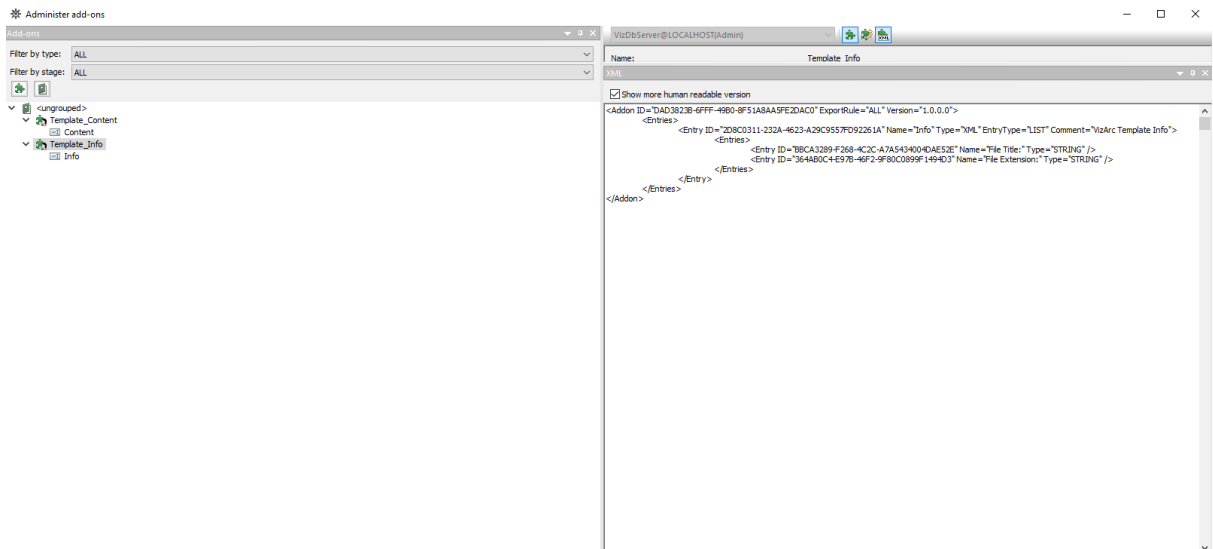 Administer add-ons
Add-ons
Filter by type: ALL
Filter by stage: ALL
<ungrouped>
Template_Content
Content
Template_Info
Info
VizDbServer@LOCALHOST(Admin)
XML
Name: Template_Info
XML
Show more human readable version
<Addon ID="DAD3823B-6FFF-49B0-8F51A8AA5FE2DAC0" ExportRule="ALL" Version="1.0.0.0">
<Entries>
<Entry ID="2D8C0311-232A-4623-A29C9557FD92261A" Name="Info" Type="XML" EntryType="LIST" Comment="VizArc Template Info">
<Entries>
<Entry ID="BBCA3289-F268-4C2C-A7A5434004DAE52E" Name="File Title:" Type="STRING" />
<Entry ID="364AB0C4-E97B-46F2-9F80C0899F1494D3" Name="File Extension:" Type="STRING" />
</Entries>
</Entry>
</Entries>
</Addon>